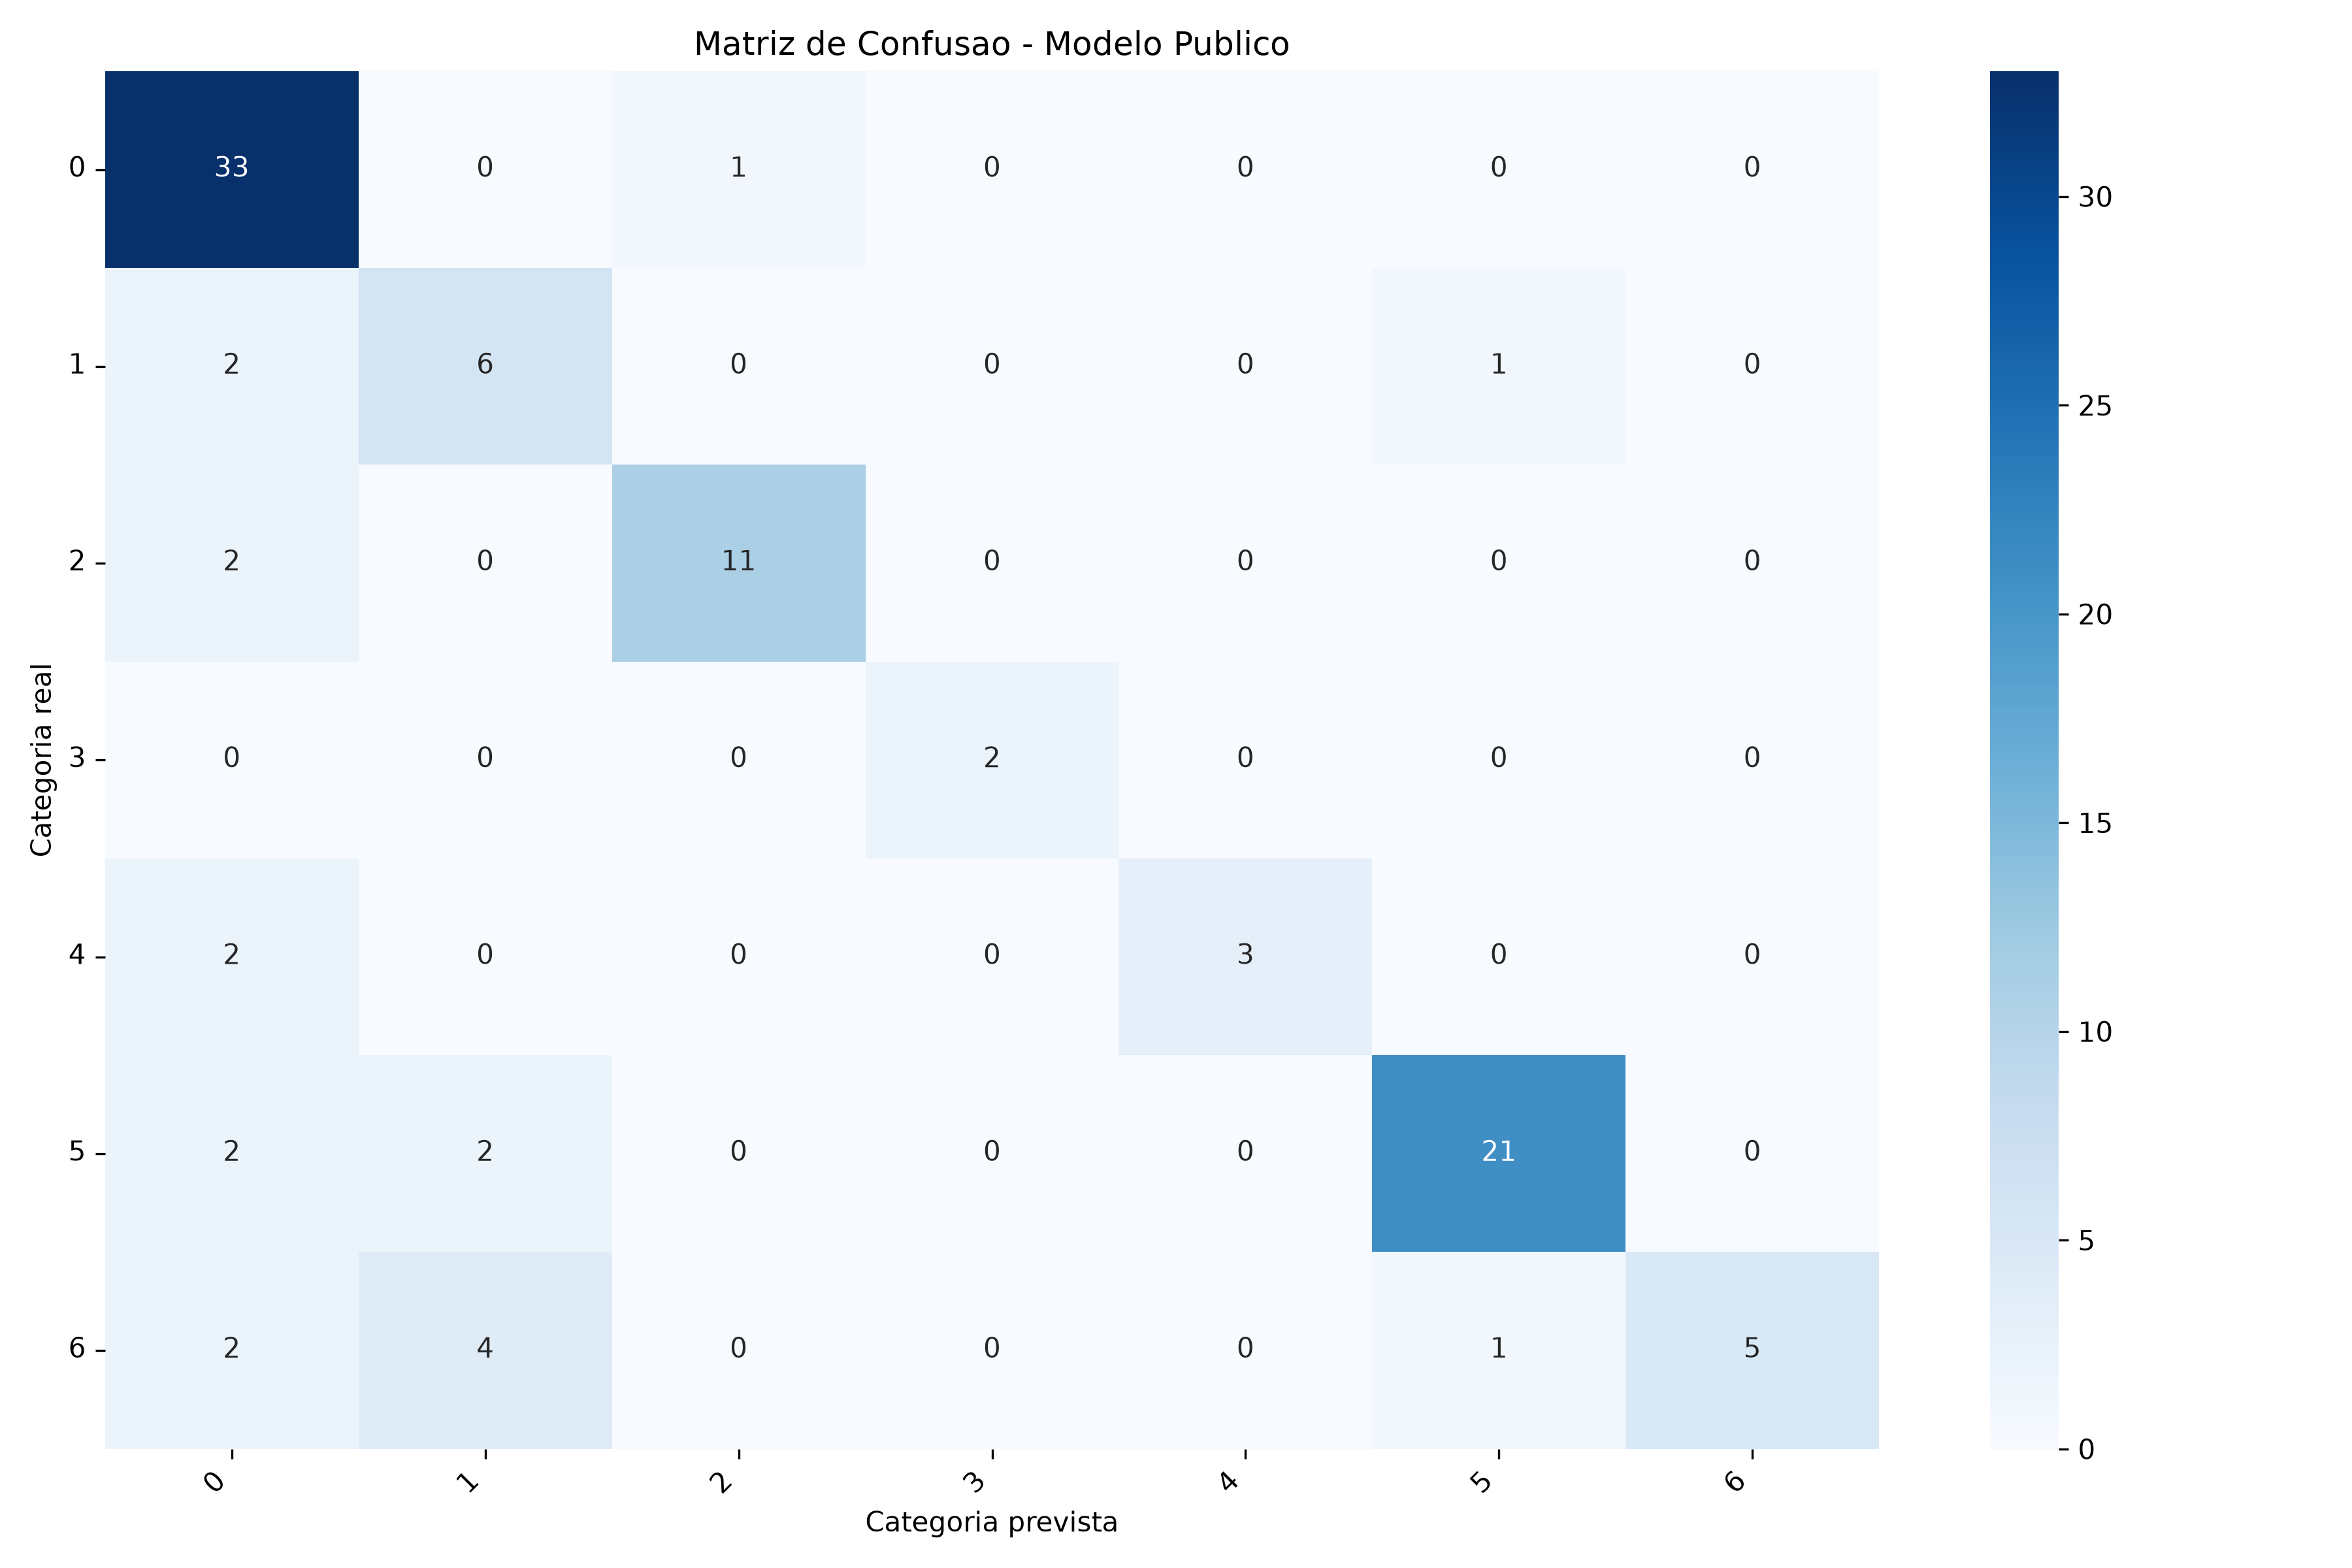 Matriz de Confusao - Modelo Publico
0 33 0 1 0 0 0 0
1 2 6 0 0 0 1 0
2 2 0 11 0 0 0 0
3 0 0 0 2 0 0 0
4 2 0 0 0 3 0 0
5 2 2 0 0 0 21 0
6 2 4 0 0 0 1 5
0 1 2 3 4 5 6
Categoria real
Categoria prevista
30
25
20
15
10
5
0